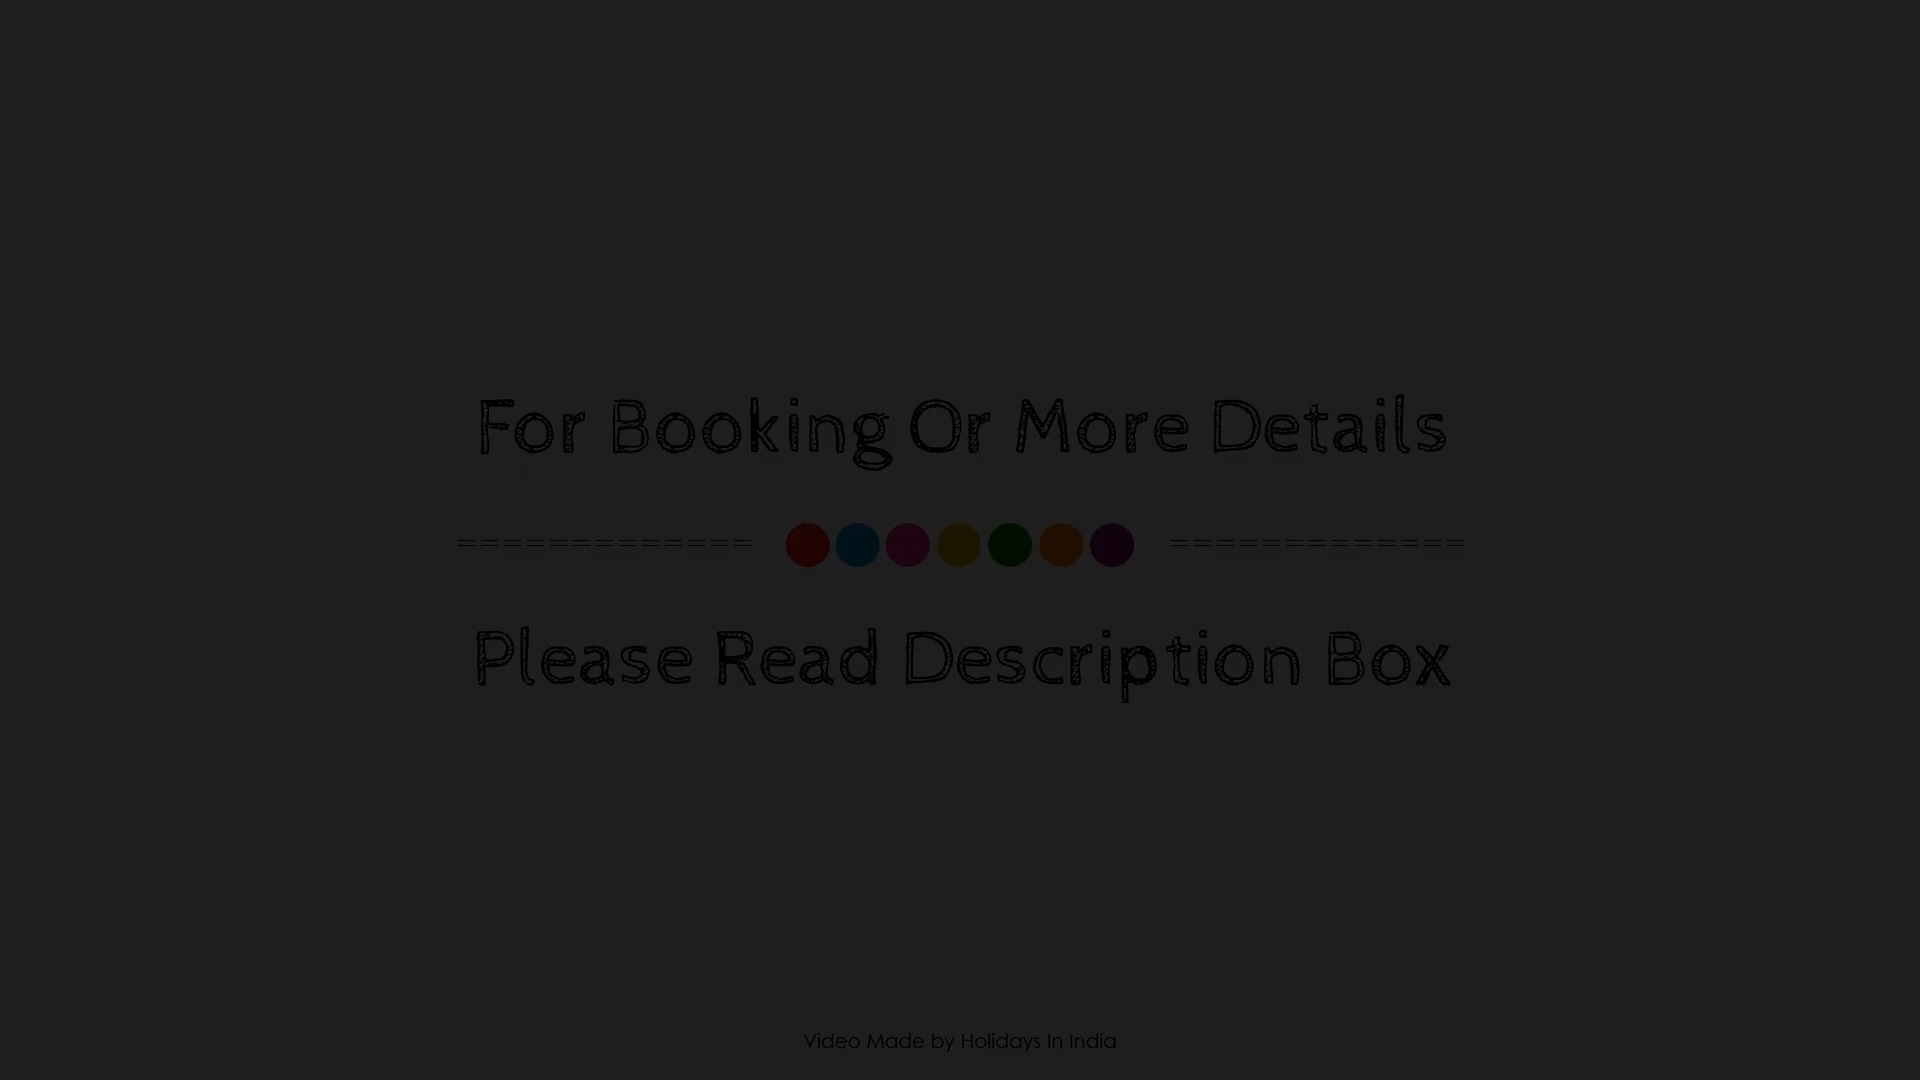 For Booking Or More Details
============= =============
Please Read Description Box
Video Made by Holidays In India